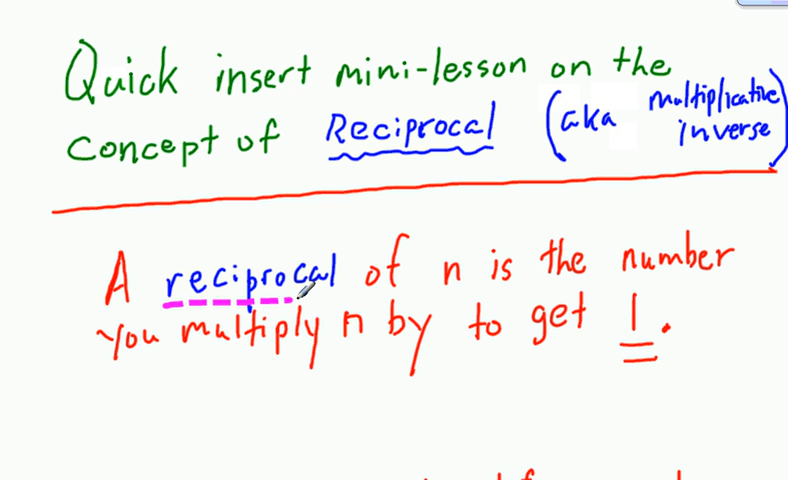 Quick insert mini-lesson on the
concept of Reciprocal (aka multiplicative inverse)
A reciprocal of n is the number
you multiply n by to get 1.